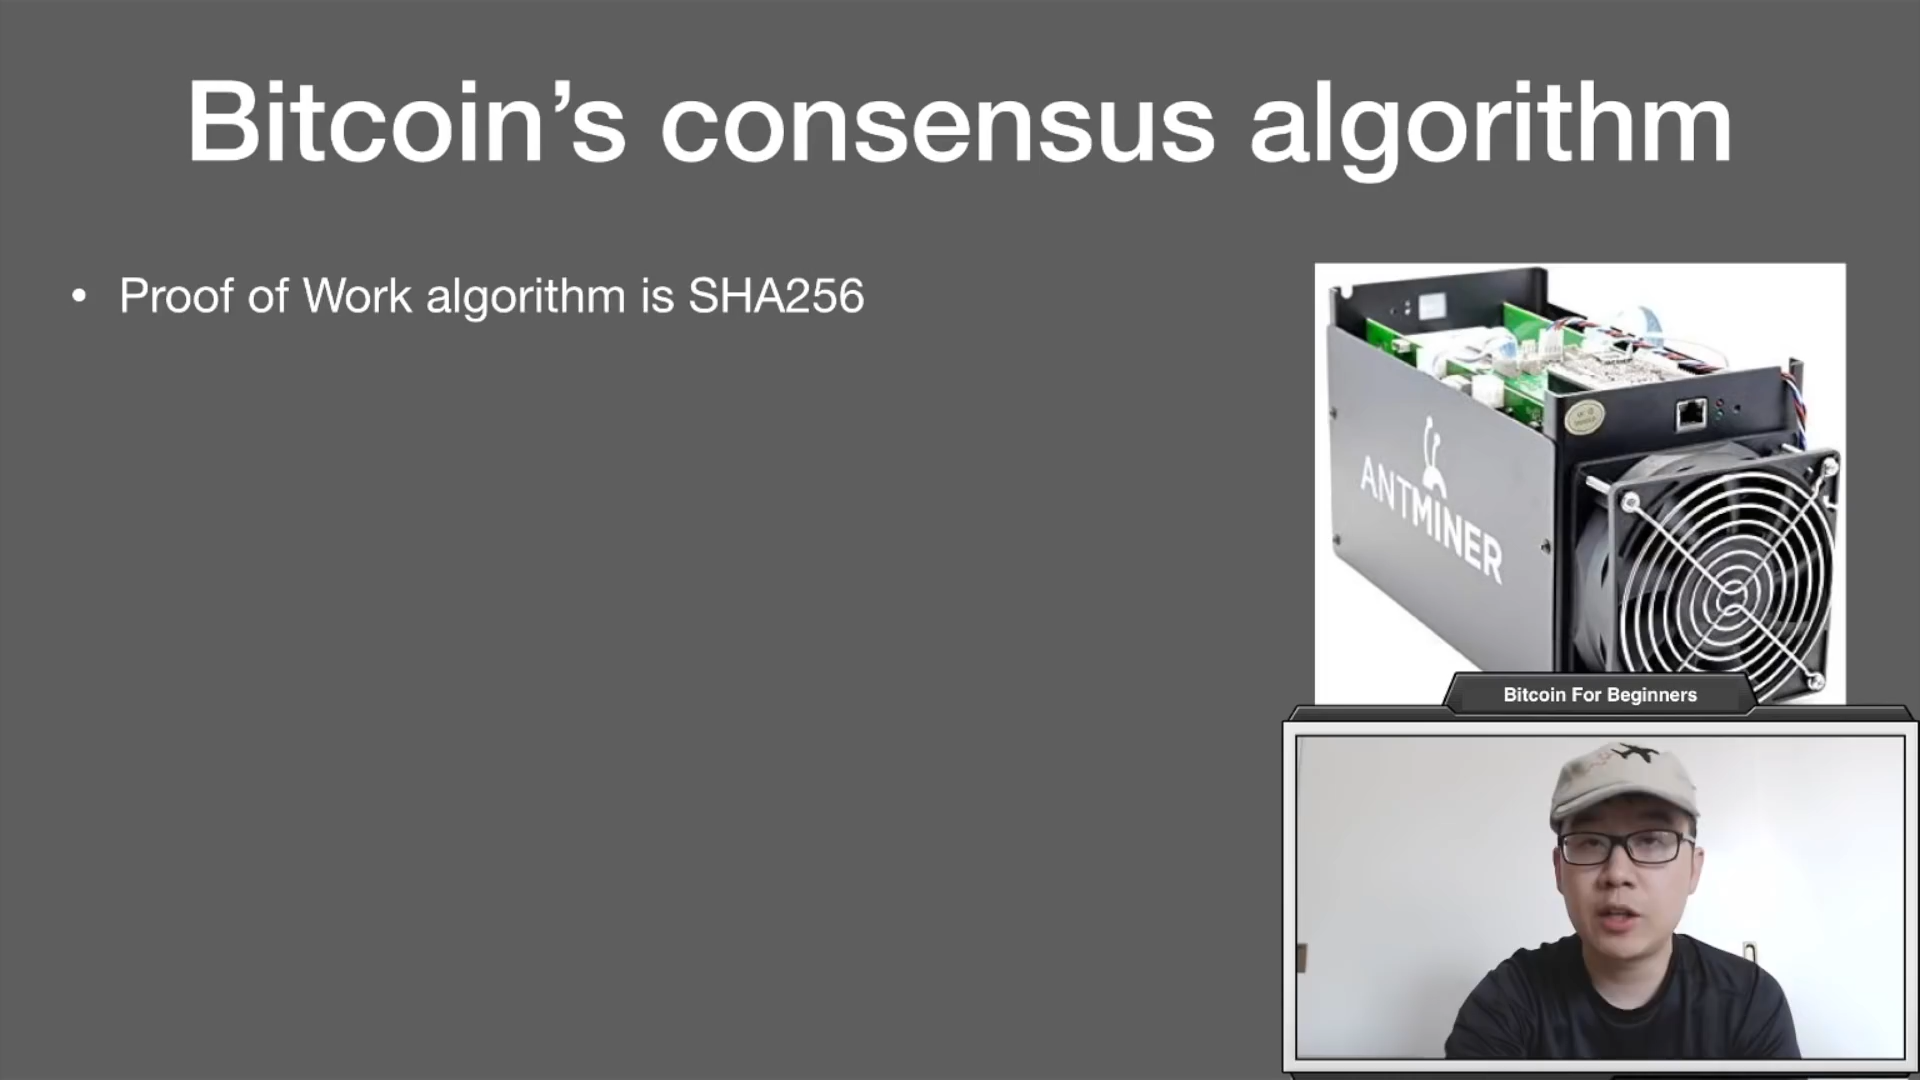 Bitcoin’s consensus algorithm
• Proof of Work algorithm is SHA256
ANTMINER
Bitcoin For Beginners